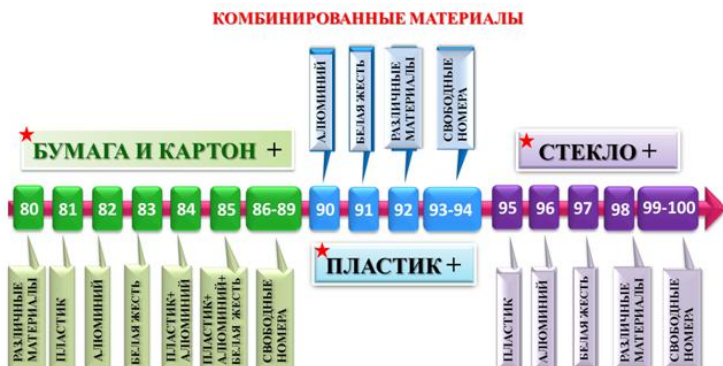 КОМБИНИРОВАННЫЕ МАТЕРИАЛЫ
АЛЮМИНИЙ
БЕЛАЯ ЖЕСТЬ
РАЗЛИЧНЫЕ
МАТЕРИАЛЫ
СВОБОДНЫЕ
НОМЕРА
БУМАГА И КАРТОН +
СТЕКЛО +
80 81 82 83 84 85 86-89 90 91 92 93-94 95 96 97 98 99-100
ПЛАСТИК +
РАЗЛИЧНЫЕ
МАТЕРИАЛЫ
ПЛАСТИК
АЛЮМИНИЙ
БЕЛАЯ ЖЕСТЬ
ПЛАСТИК+
АЛЮМИНИЙ
ПЛАСТИК+
АЛЮМИНИЙ+
БЕЛАЯ ЖЕСТЬ
СВОБОДНЫЕ
НОМЕРА
ПЛАСТИК
АЛЮМИНИЙ
БЕЛАЯ ЖЕСТЬ
РАЗЛИЧНЫЕ
МАТЕРИАЛЫ
СВОБОДНЫЕ
НОМЕРА